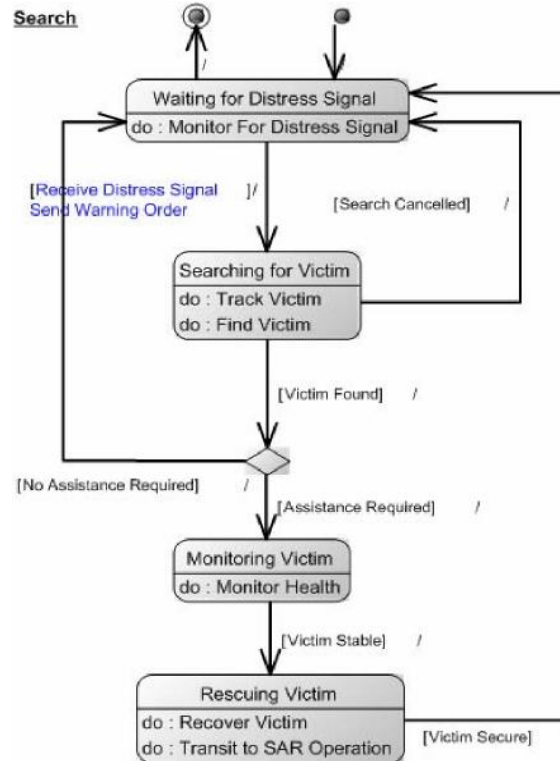 Search
/
Waiting for Distress Signal
do : Monitor For Distress Signal
[Receive Distress Signal ]/
Send Warning Order
[Search Cancelled] /
Searching for Victim
do : Track Victim
do : Find Victim
[Victim Found] /
[No Assistance Required] /
[Assistance Required] /
Monitoring Victim
do : Monitor Health
[Victim Stable] /
Rescuing Victim
do : Recover Victim
do : Transit to SAR Operation
[Victim Secure]